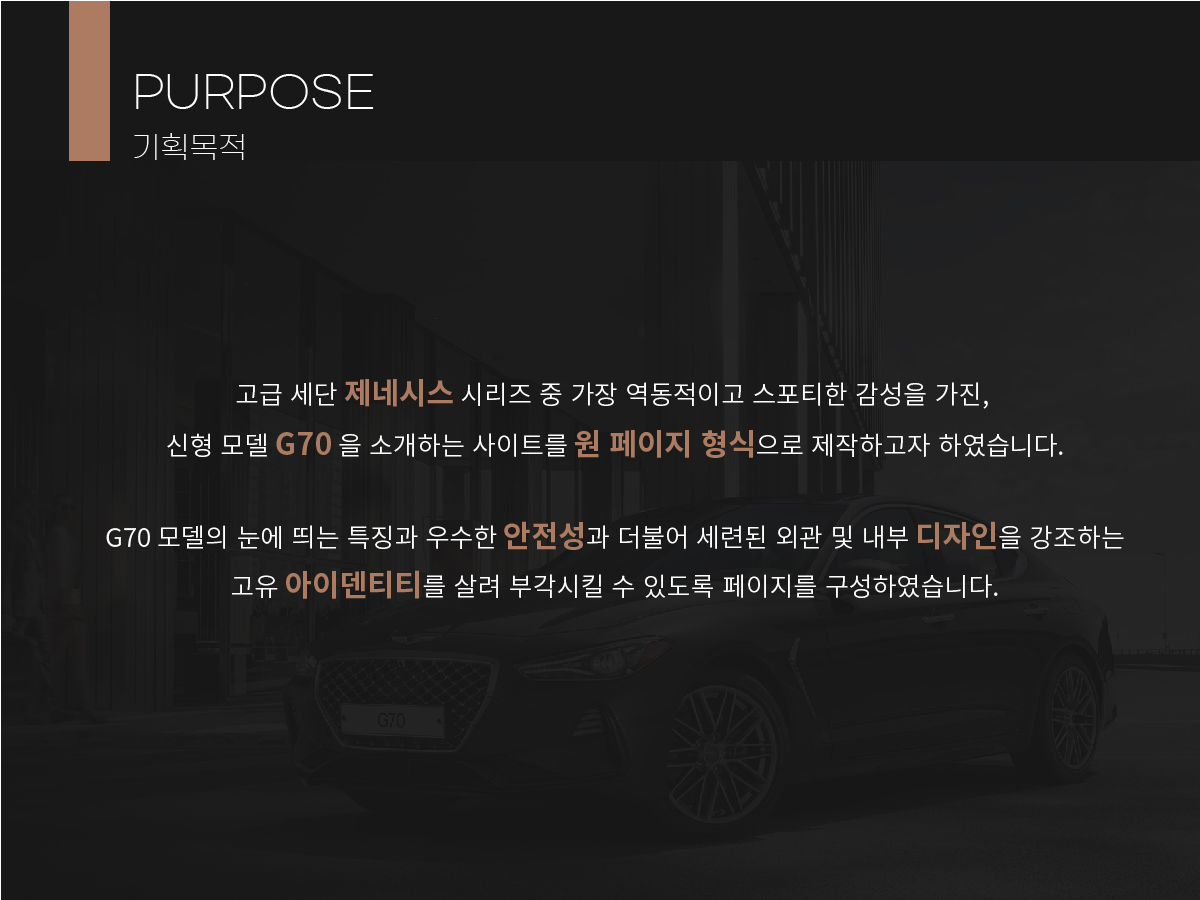 PURPOSE
기획목적
고급 세단 제네시스 시리즈 중 가장 역동적이고 스포티한 감성을 가진,
신형 모델 G70 을 소개하는 사이트를 원 페이지 형식으로 제작하고자 하였습니다.
G70 모델의 눈에 띄는 특징과 우수한 안전성과 더불어 세련된 외관 및 내부 디자인을 강조하는
고유 아이덴티티를 살려 부각시킬 수 있도록 페이지를 구성하였습니다.
G70